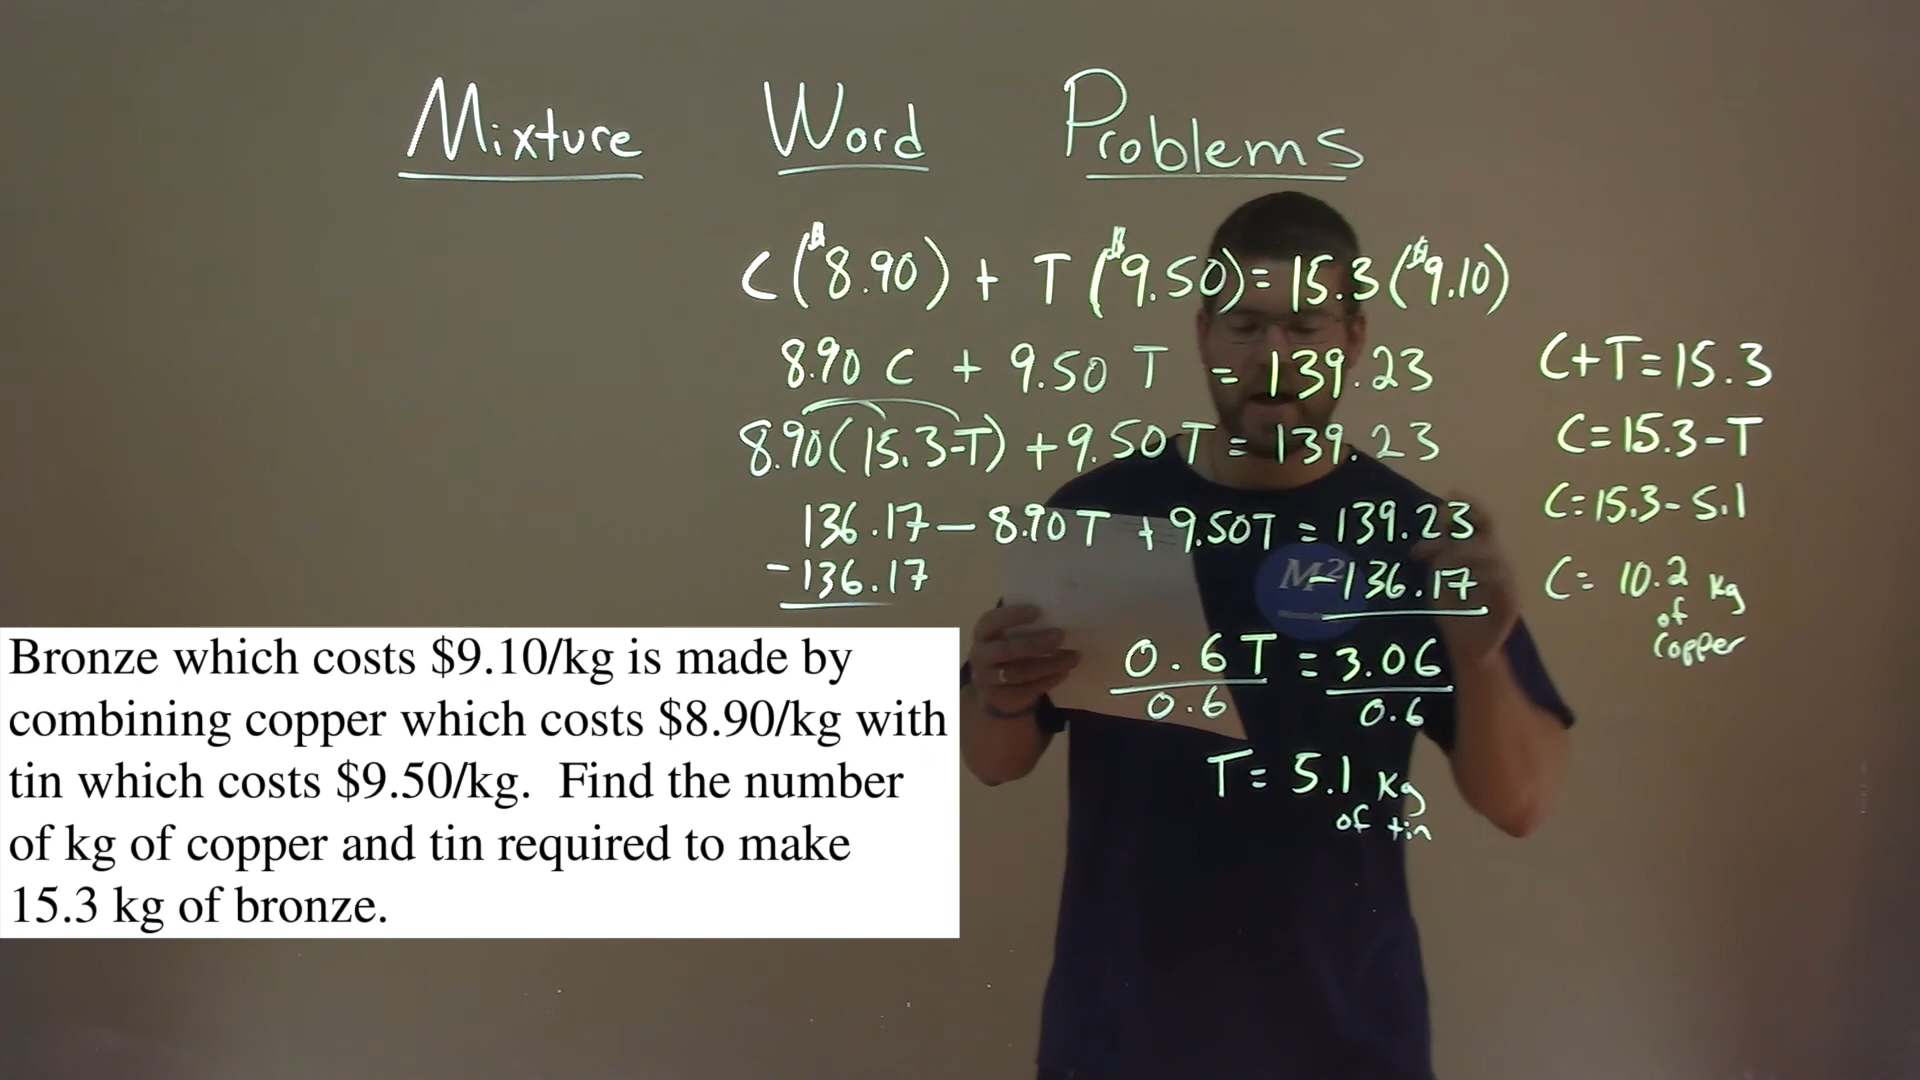 Mixture Word Problems
C($8.90) + T($9.50) = 15.3($9.10)
8.90 C + 9.50 T = 139.23
8.90(15.3-T) + 9.50T = 139.23
136.17 - 8.90T + 9.50T = 139.23
-136.17 -136.17
0.6T = 3.06
0.6 0.6
T = 5.1 kg
of tin
C+T=15.3
C=15.3-T
C=15.3-5.1
C= 10.2 kg
of
Copper
M²
Bronze which costs $9.10/kg is made by
combining copper which costs $8.90/kg with
tin which costs $9.50/kg. Find the number
of kg of copper and tin required to make
15.3 kg of bronze.